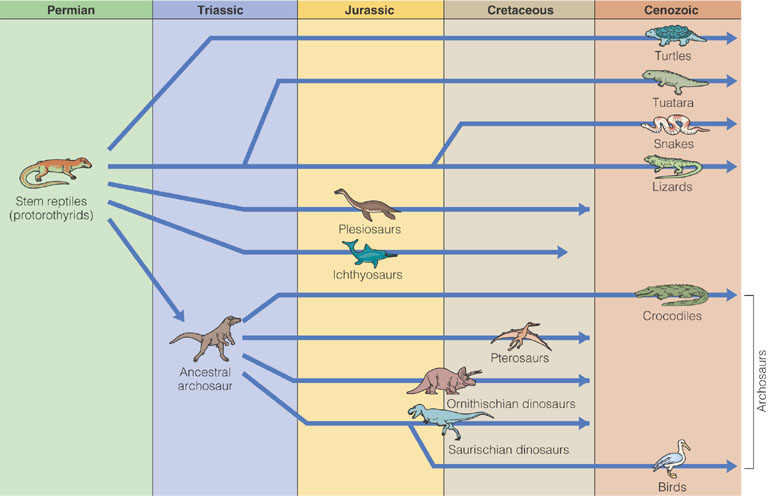 Permian
Triassic
Jurassic
Cretaceous
Cenozoic
Turtles
Tuatara
Snakes
Stem reptiles
(protorothyrids)
Lizards
Plesiosaurs
Ichthyosaurs
Crocodiles
Pterosaurs
Ancestral
archosaur
Ornithischian dinosaurs
Saurischian dinosaurs
Birds
Archosaurs